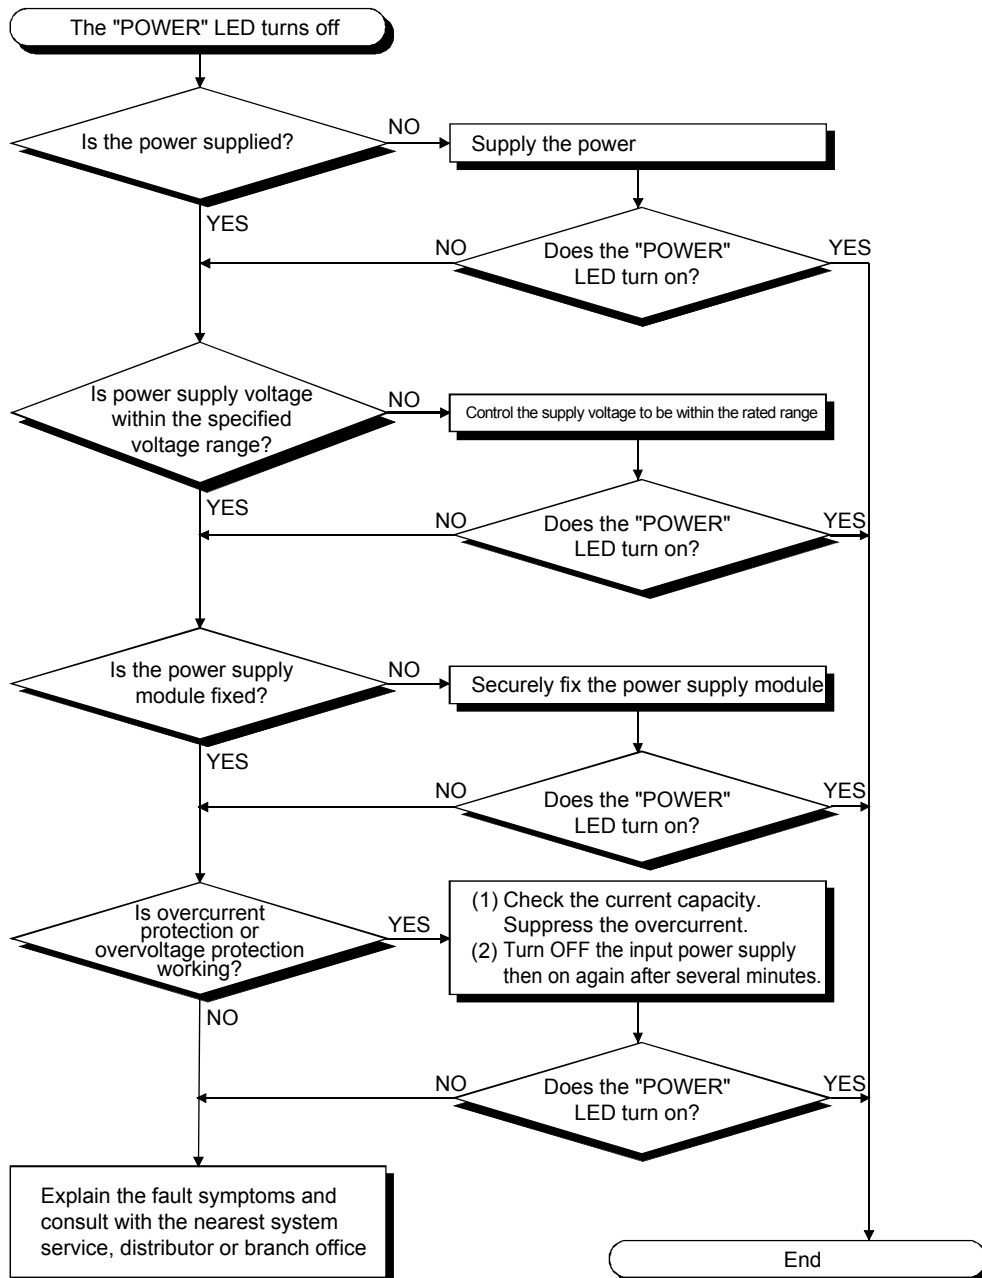 The "POWER" LED turns off
Is the power supplied?
NO
Supply the power
YES
NO
Does the "POWER"
LED turn on?
YES
Is power supply voltage
within the specified
voltage range?
NO
Control the supply voltage to be within the rated range
YES
NO
Does the "POWER"
LED turn on?
YES
Is the power supply
module fixed?
NO
Securely fix the power supply module
YES
NO
Does the "POWER"
LED turn on?
YES
Is overcurrent
protection or
overvoltage protection
working?
YES
(1) Check the current capacity.
Suppress the overcurrent.
(2) Turn OFF the input power supply
then on again after several minutes.
NO
NO
Does the "POWER"
LED turn on?
YES
Explain the fault symptoms and
consult with the nearest system
service, distributor or branch office
End